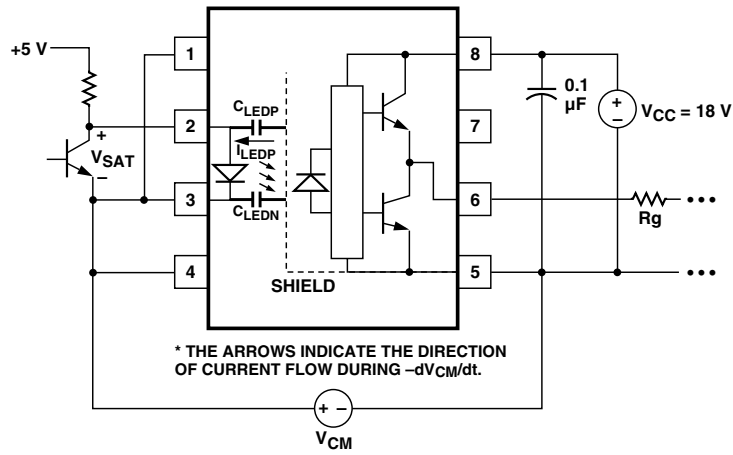 +5 V
1
8
C_LEDP
0.1
µF
+
–
V_CC = 18 V
2
+
V_SAT
–
I_LEDP
7
3
C_LEDN
6
Rg
•••
4
SHIELD
5
•••
* THE ARROWS INDICATE THE DIRECTION
OF CURRENT FLOW DURING –dV_CM/dt.
+ –
V_CM